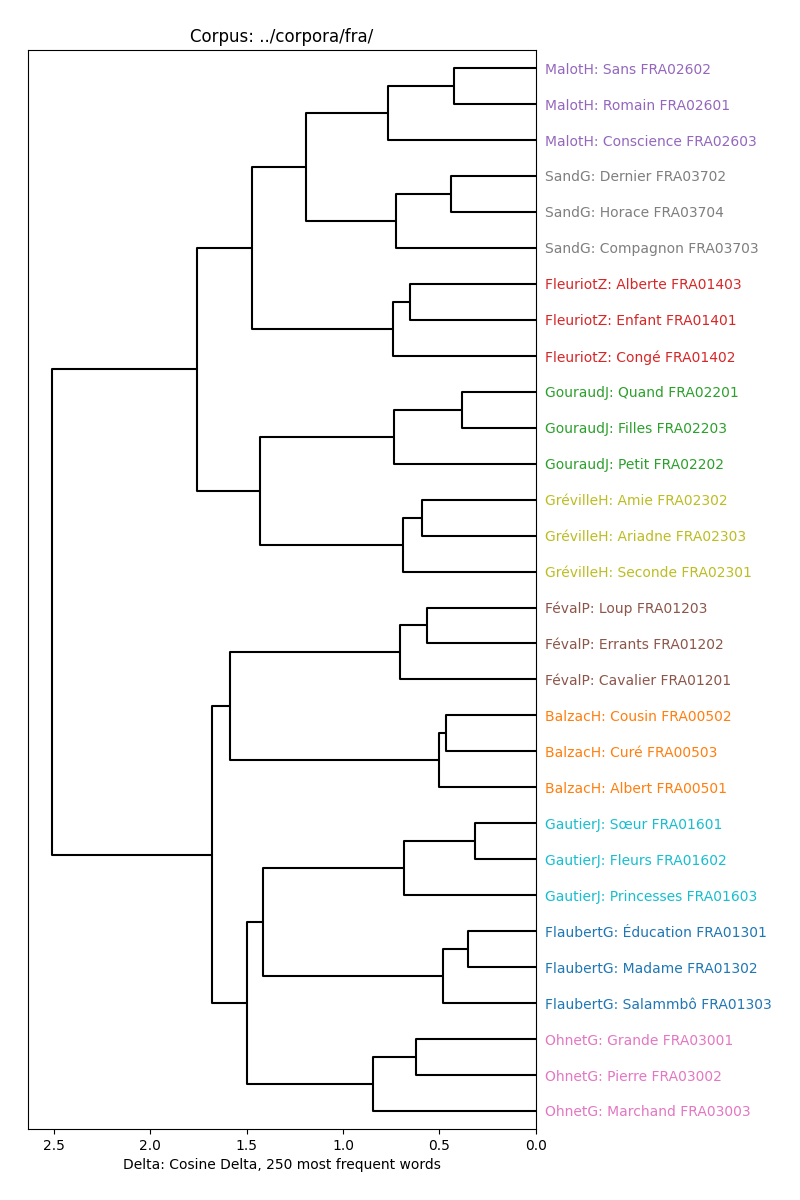 Corpus: ../corpora/fra/
MalotH: Sans FRA02602
MalotH: Romain FRA02601
MalotH: Conscience FRA02603
SandG: Dernier FRA03702
SandG: Horace FRA03704
SandG: Compagnon FRA03703
FleuriotZ: Alberte FRA01403
FleuriotZ: Enfant FRA01401
FleuriotZ: Congé FRA01402
GouraudJ: Quand FRA02201
GouraudJ: Filles FRA02203
GouraudJ: Petit FRA02202
GrévilleH: Amie FRA02302
GrévilleH: Ariadne FRA02303
GrévilleH: Seconde FRA02301
FévalP: Loup FRA01203
FévalP: Errants FRA01202
FévalP: Cavalier FRA01201
BalzacH: Cousin FRA00502
BalzacH: Curé FRA00503
BalzacH: Albert FRA00501
GautierJ: Sœur FRA01601
GautierJ: Fleurs FRA01602
GautierJ: Princesses FRA01603
FlaubertG: Éducation FRA01301
FlaubertG: Madame FRA01302
FlaubertG: Salammbô FRA01303
OhnetG: Grande FRA03001
OhnetG: Pierre FRA03002
OhnetG: Marchand FRA03003
2.5 2.0 1.5 1.0 0.5 0.0
Delta: Cosine Delta, 250 most frequent words